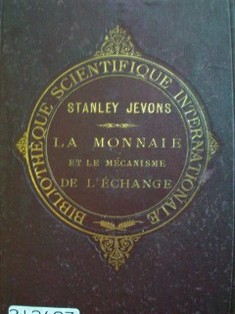 BIBLIOTHÈQUE SCIENTIFIQUE INTERNATIONALE
STANLEY JEVONS
LA MONNAIE
ET LE MÉCANISME
DE L'ÉCHANGE